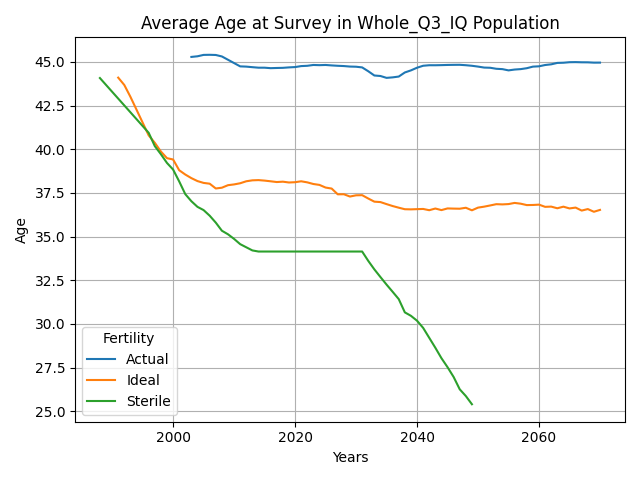 Average Age at Survey in Whole_Q3_IQ Population
45.0
42.5
40.0
37.5
35.0
32.5
30.0
27.5
25.0
Age
Fertility
Actual
Ideal
Sterile
2000
2020
2040
2060
Years